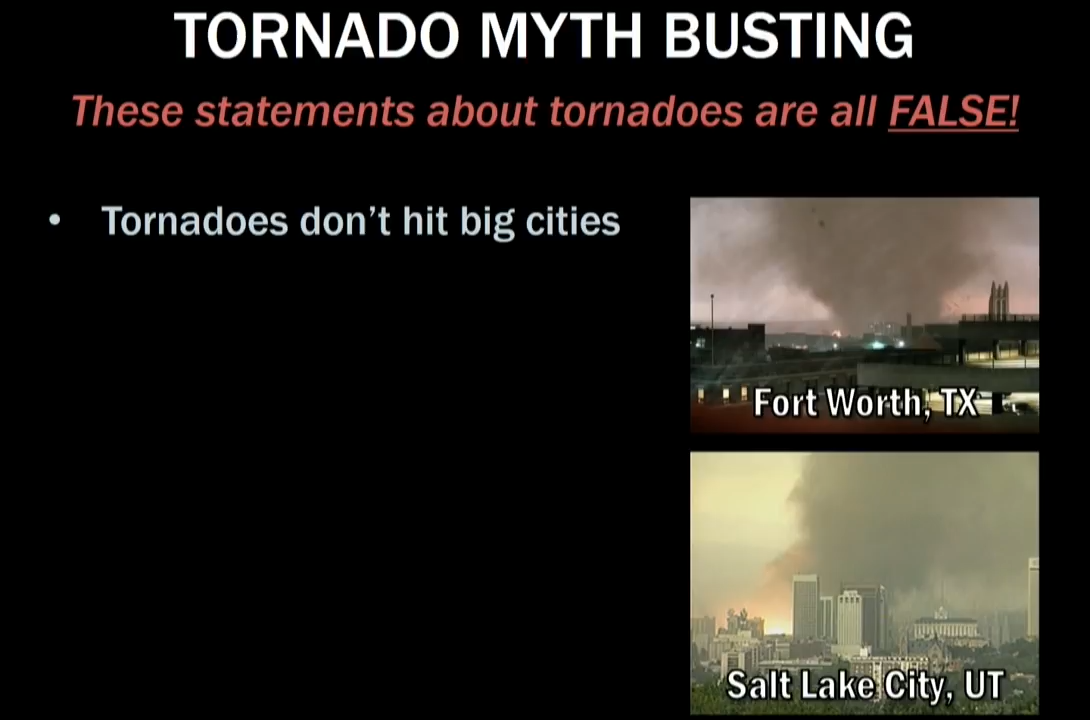 TORNADO MYTH BUSTING
These statements about tornadoes are all FALSE!
• Tornadoes don’t hit big cities
Fort Worth, TX
Salt Lake City, UT